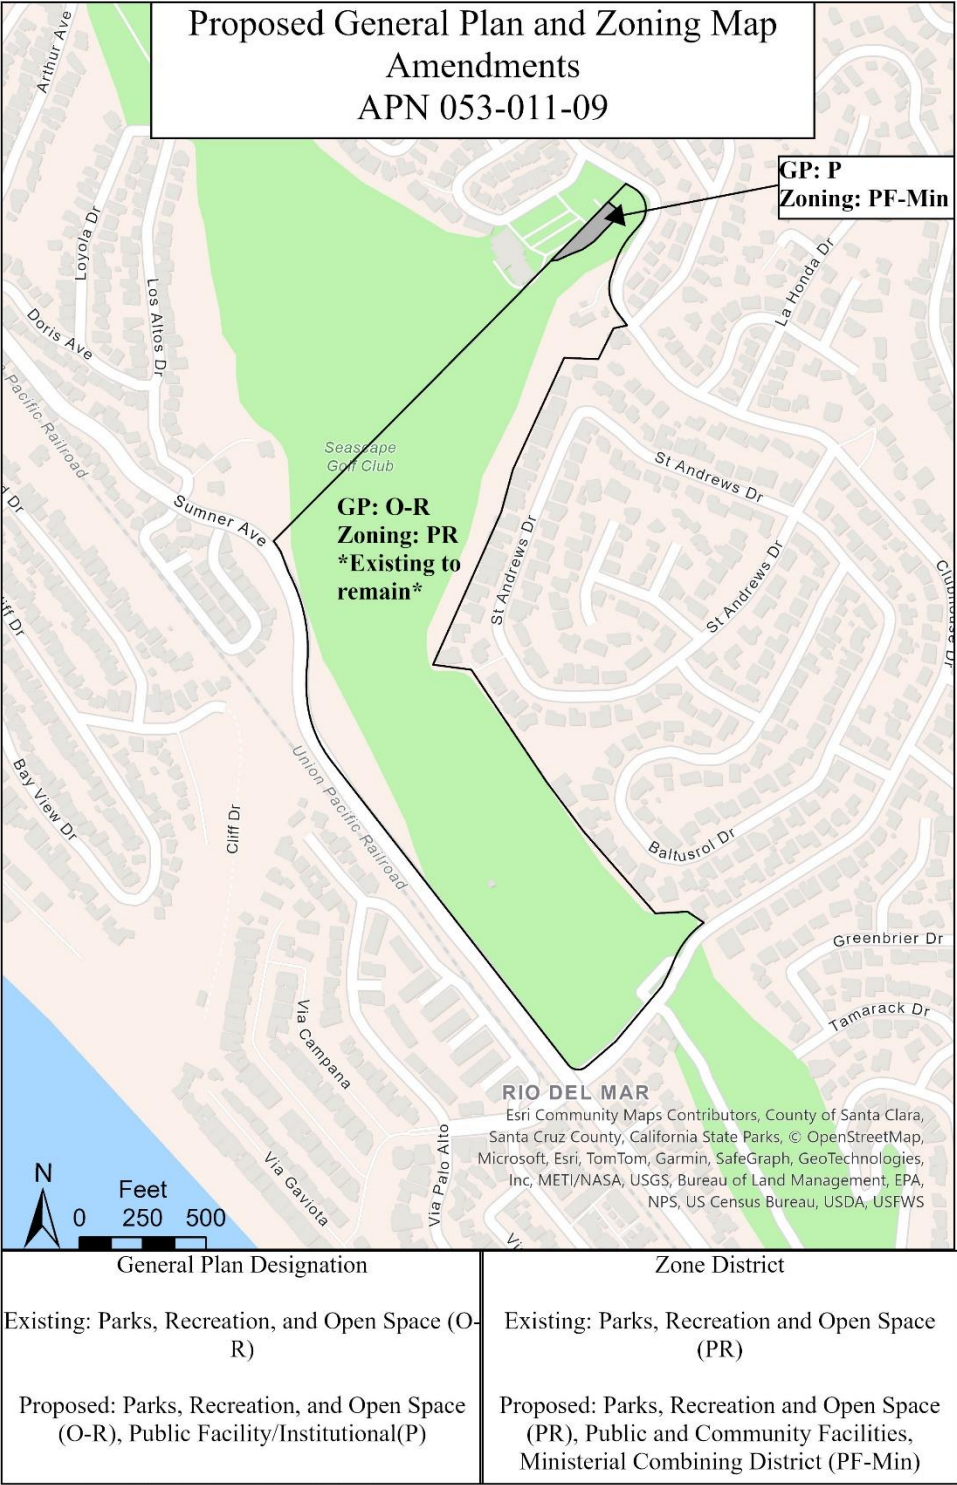 Proposed General Plan and Zoning Map
Amendments
APN 053-011-09
Arthur Ave
GP: P
Zoning: PF-Min
Loyola Dr
La Honda Dr
Los Altos Dr
Doris Ave
Pacific Railroad
Seascape
Golf Club
St Andrews Dr
d Dr
Sumner Ave
GP: O-R
Zoning: PR
*Existing to
remain*
St Andrews Dr
St Andrews Dr
Clubhouse Dr
iff Dr
Union Pacific Railroad
Bay View Dr
Cliff Dr
Baltusrol Dr
Greenbrier Dr
Tamarack Dr
Via Campana
RIO DEL MAR
Esri Community Maps Contributors, County of Santa Clara,
Santa Cruz County, California State Parks, © OpenStreetMap,
Microsoft, Esri, TomTom, Garmin, SafeGraph, GeoTechnologies,
Inc, METI/NASA, USGS, Bureau of Land Management, EPA,
NPS, US Census Bureau, USDA, USFWS
Via Palo Alto
Via Gaviota
Vi
N
Feet
0 250 500
General Plan Designation
Existing: Parks, Recreation, and Open Space (O-
R)
Proposed: Parks, Recreation, and Open Space
(O-R), Public Facility/Institutional(P)
Zone District
Existing: Parks, Recreation and Open Space
(PR)
Proposed: Parks, Recreation and Open Space
(PR), Public and Community Facilities,
Ministerial Combining District (PF-Min)